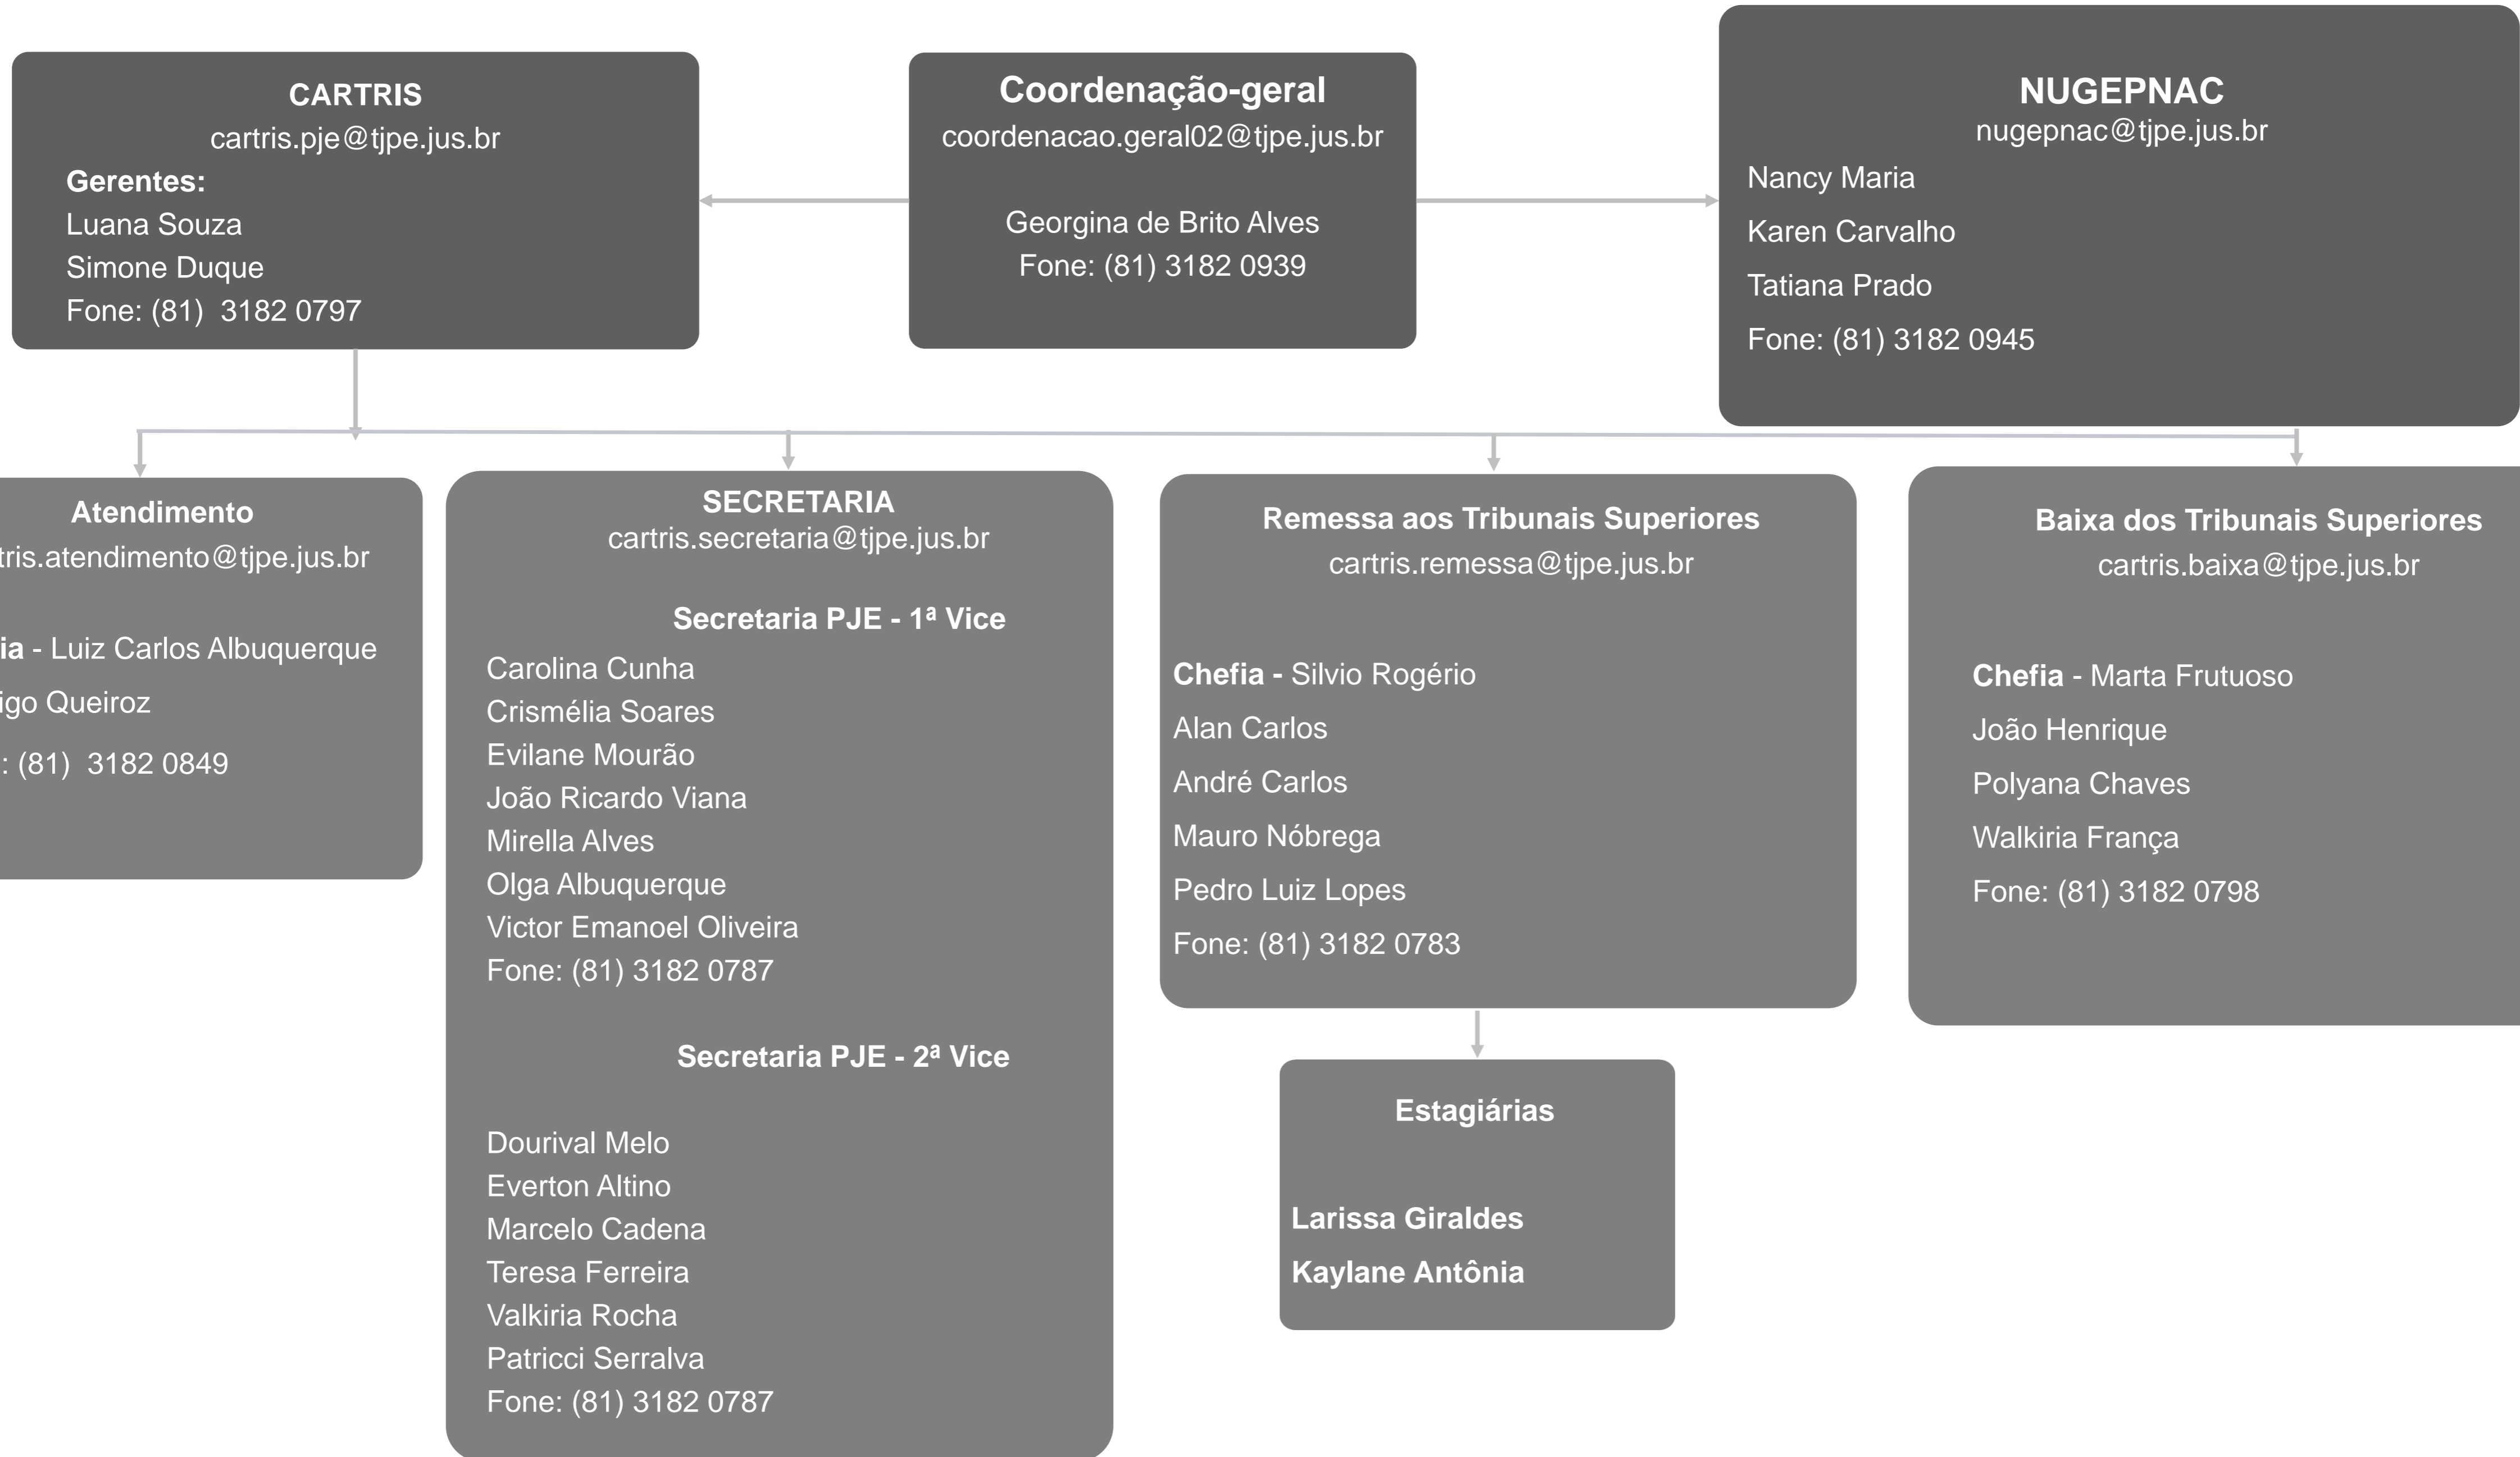 CARTRIS
cartris.pje@tjpe.jus.br
Gerentes:
Luana Souza
Simone Duque
Fone: (81) 3182 0797
Coordenação-geral
coordenacao.geral02@tjpe.jus.br
Georgina de Brito Alves
Fone: (81) 3182 0939
NUGEPNAC
nugepnac@tjpe.jus.br
Nancy Maria
Karen Carvalho
Tatiana Prado
Fone: (81) 3182 0945
Atendimento
tris.atendimento@tjpe.jus.br
ia - Luiz Carlos Albuquerque
igo Queiroz
: (81) 3182 0849
SECRETARIA
cartris.secretaria@tjpe.jus.br
Secretaria PJE - 1ª Vice
Carolina Cunha
Crismélia Soares
Evilane Mourão
João Ricardo Viana
Mirella Alves
Olga Albuquerque
Victor Emanoel Oliveira
Fone: (81) 3182 0787
Secretaria PJE - 2ª Vice
Dourival Melo
Everton Altino
Marcelo Cadena
Teresa Ferreira
Valkiria Rocha
Patricci Serralva
Fone: (81) 3182 0787
Remessa aos Tribunais Superiores
cartris.remessa@tjpe.jus.br
Chefia - Silvio Rogério
Alan Carlos
André Carlos
Mauro Nóbrega
Pedro Luiz Lopes
Fone: (81) 3182 0783
Estagiárias
Larissa Giraldes
Kaylane Antônia
Baixa dos Tribunais Superiores
cartris.baixa@tjpe.jus.br
Chefia - Marta Frutuoso
João Henrique
Polyana Chaves
Walkiria França
Fone: (81) 3182 0798